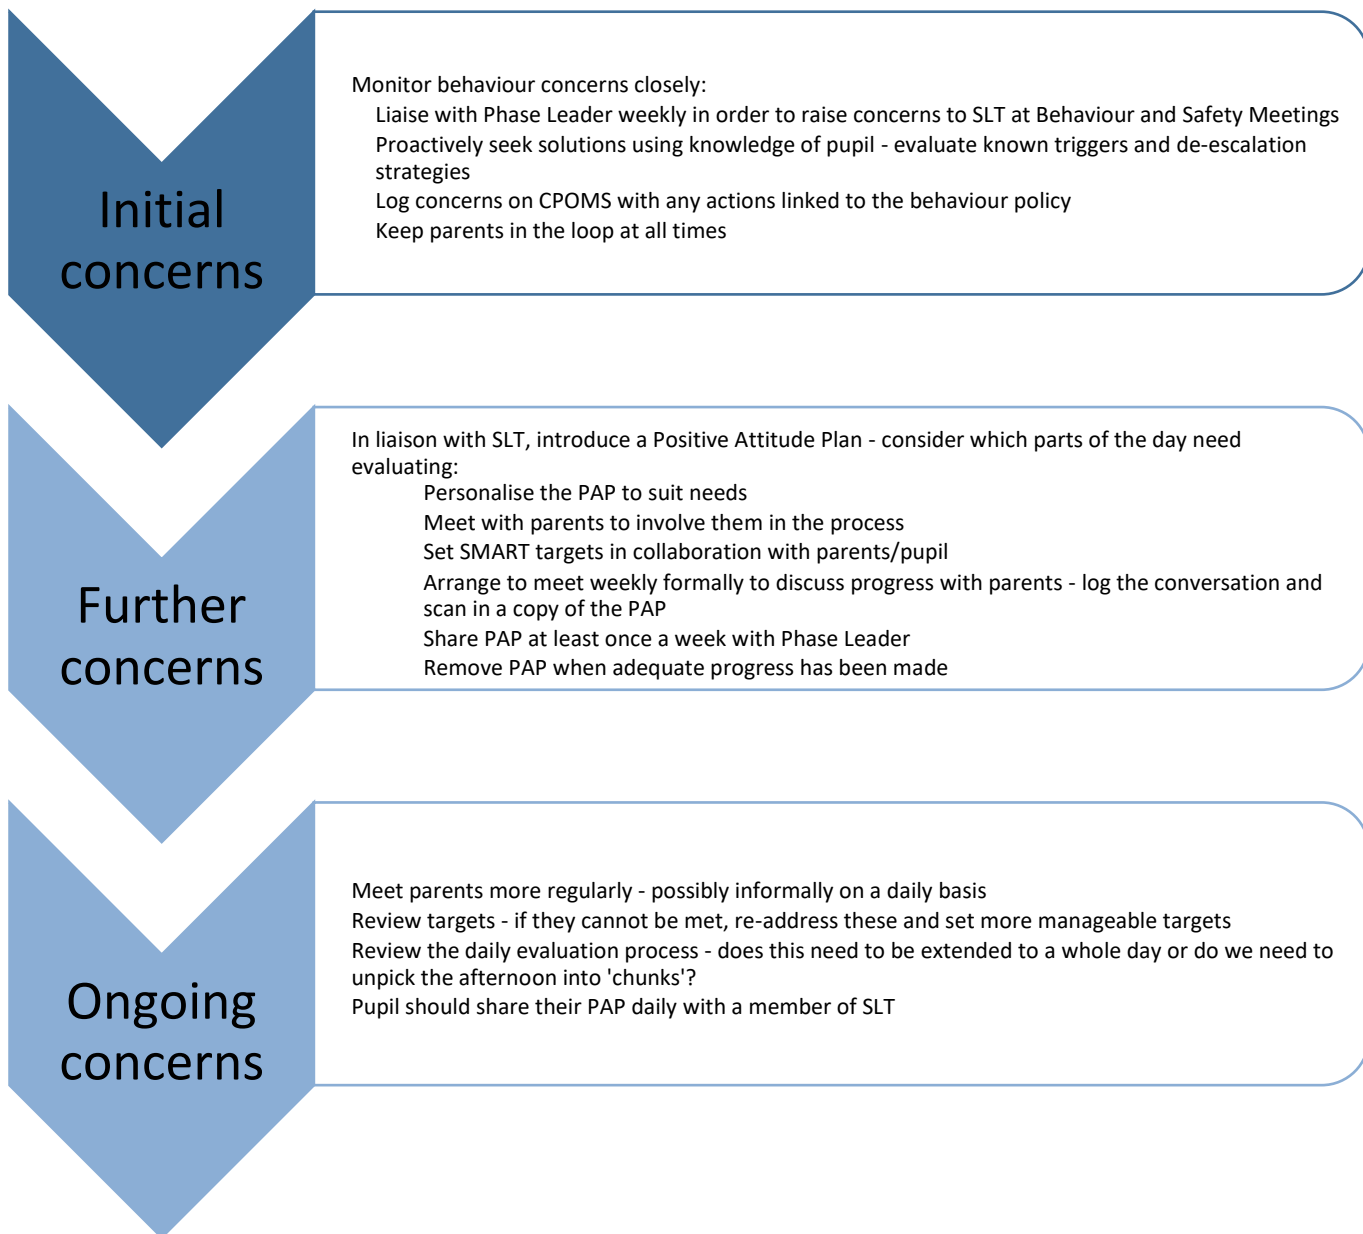 Initial
concerns
Monitor behaviour concerns closely:
Liaise with Phase Leader weekly in order to raise concerns to SLT at Behaviour and Safety Meetings
Proactively seek solutions using knowledge of pupil - evaluate known triggers and de-escalation
strategies
Log concerns on CPOMS with any actions linked to the behaviour policy
Keep parents in the loop at all times
Further
concerns
In liaison with SLT, introduce a Positive Attitude Plan - consider which parts of the day need
evaluating:
Personalise the PAP to suit needs
Meet with parents to involve them in the process
Set SMART targets in collaboration with parents/pupil
Arrange to meet weekly formally to discuss progress with parents - log the conversation and
scan in a copy of the PAP
Share PAP at least once a week with Phase Leader
Remove PAP when adequate progress has been made
Ongoing
concerns
Meet parents more regularly - possibly informally on a daily basis
Review targets - if they cannot be met, re-address these and set more manageable targets
Review the daily evaluation process - does this need to be extended to a whole day or do we need to
unpick the afternoon into 'chunks'?
Pupil should share their PAP daily with a member of SLT